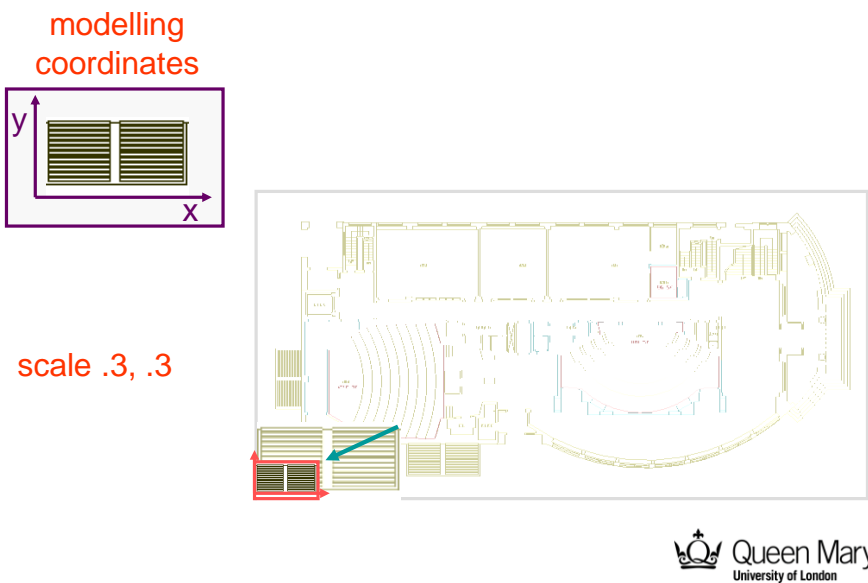 modelling
coordinates
y
x
scale .3, .3
Queen Mary
University of London